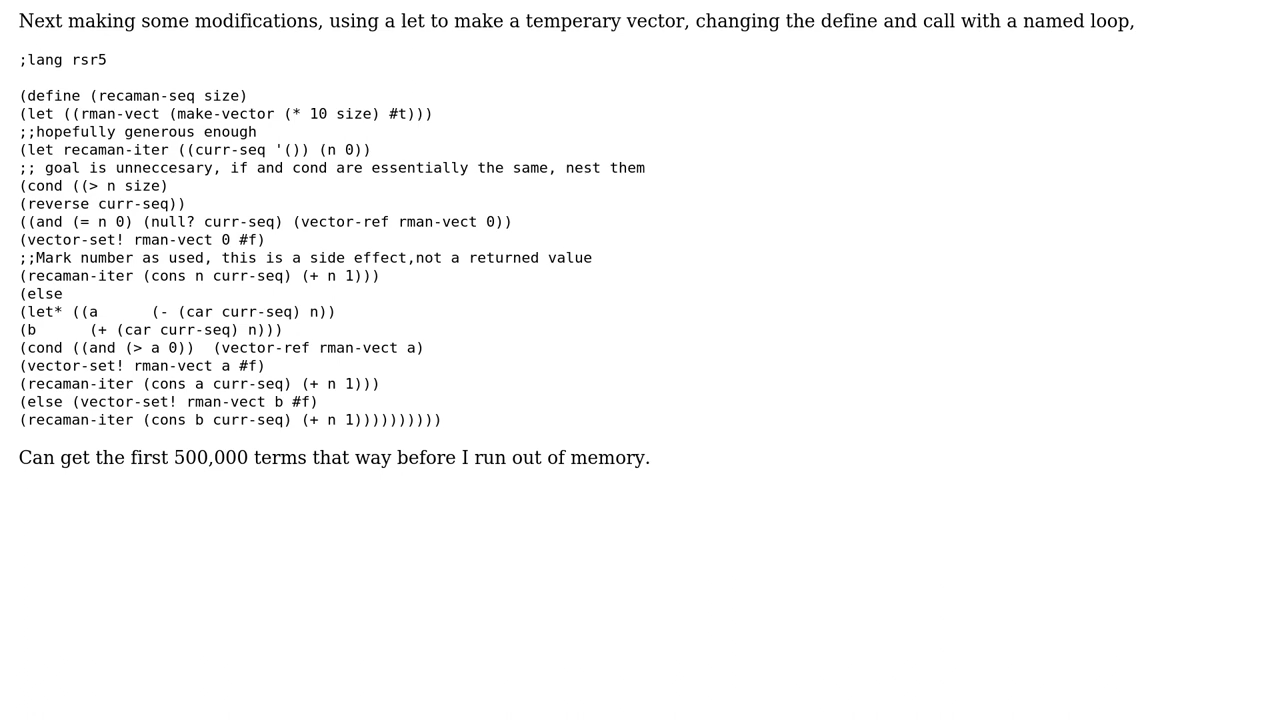 Next making some modifications, using a let to make a temperary vector, changing the define and call with a named loop,
;lang rsr5
(define (recaman-seq size)
(let ((rman-vect (make-vector (* 10 size) #t)))
;;hopefully generous enough
(let recaman-iter ((curr-seq '()) (n 0))
;; goal is unneccesary, if and cond are essentially the same, nest them
(cond ((> n size)
(reverse curr-seq))
((and (= n 0) (null? curr-seq) (vector-ref rman-vect 0))
(vector-set! rman-vect 0 #f)
;;Mark number as used, this is a side effect,not a returned value
(recaman-iter (cons n curr-seq) (+ n 1)))
(else
(let* ((a      (- (car curr-seq) n))
(b      (+ (car curr-seq) n)))
(cond ((and (> a 0))  (vector-ref rman-vect a)
(vector-set! rman-vect a #f)
(recaman-iter (cons a curr-seq) (+ n 1)))
(else (vector-set! rman-vect b #f)
(recaman-iter (cons b curr-seq) (+ n 1))))))))))
Can get the first 500,000 terms that way before I run out of memory.